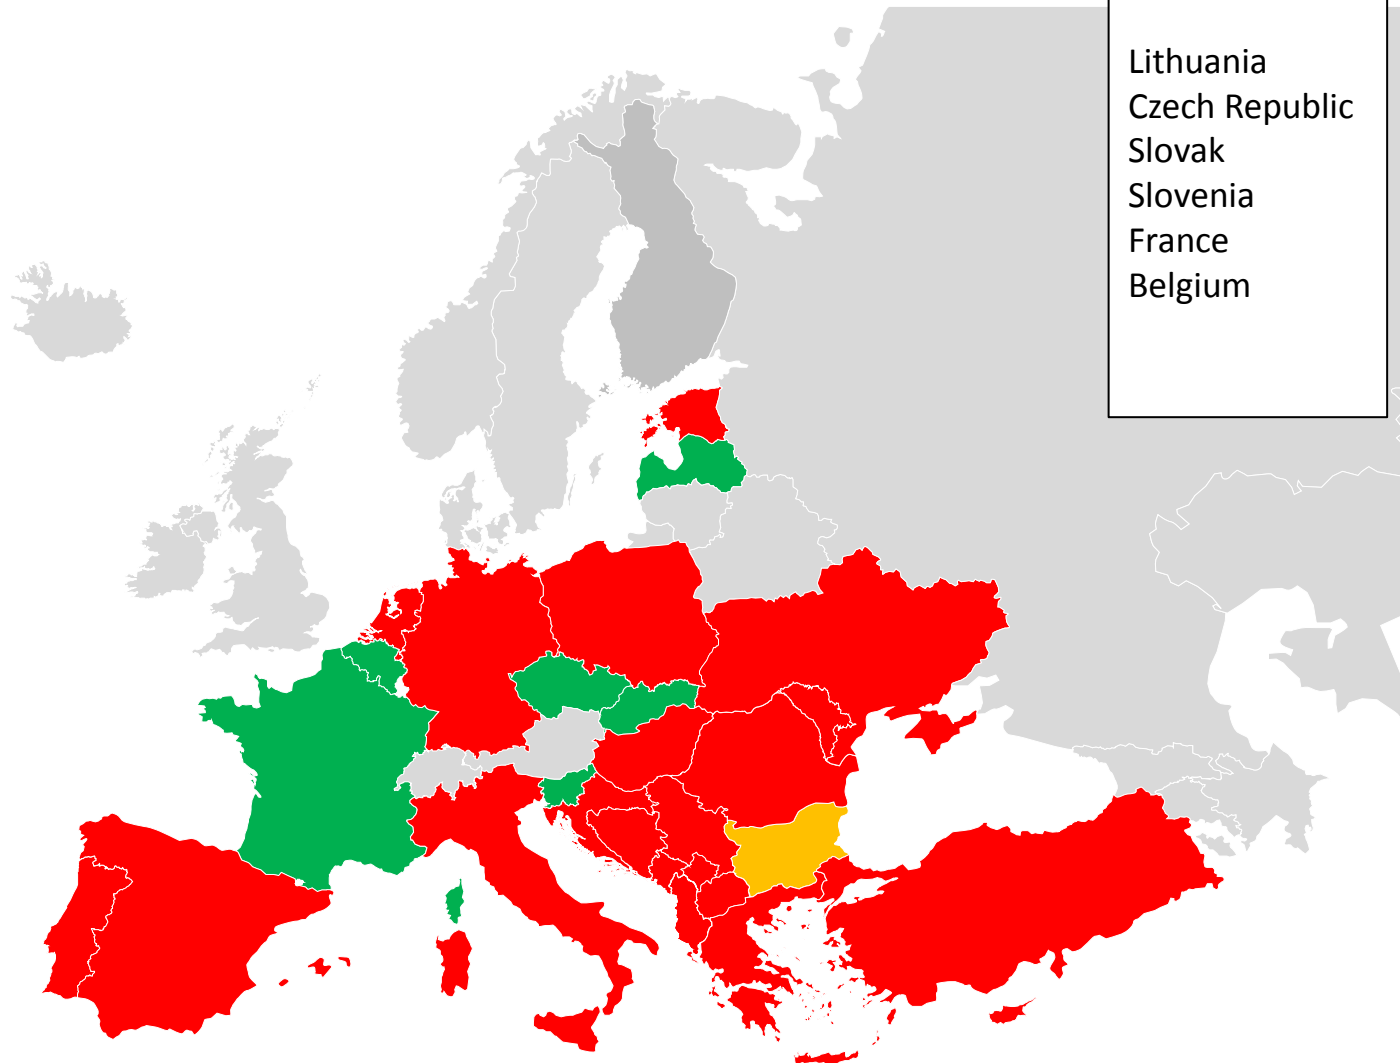 Lithuania
Czech Republic
Slovak
Slovenia
France
Belgium